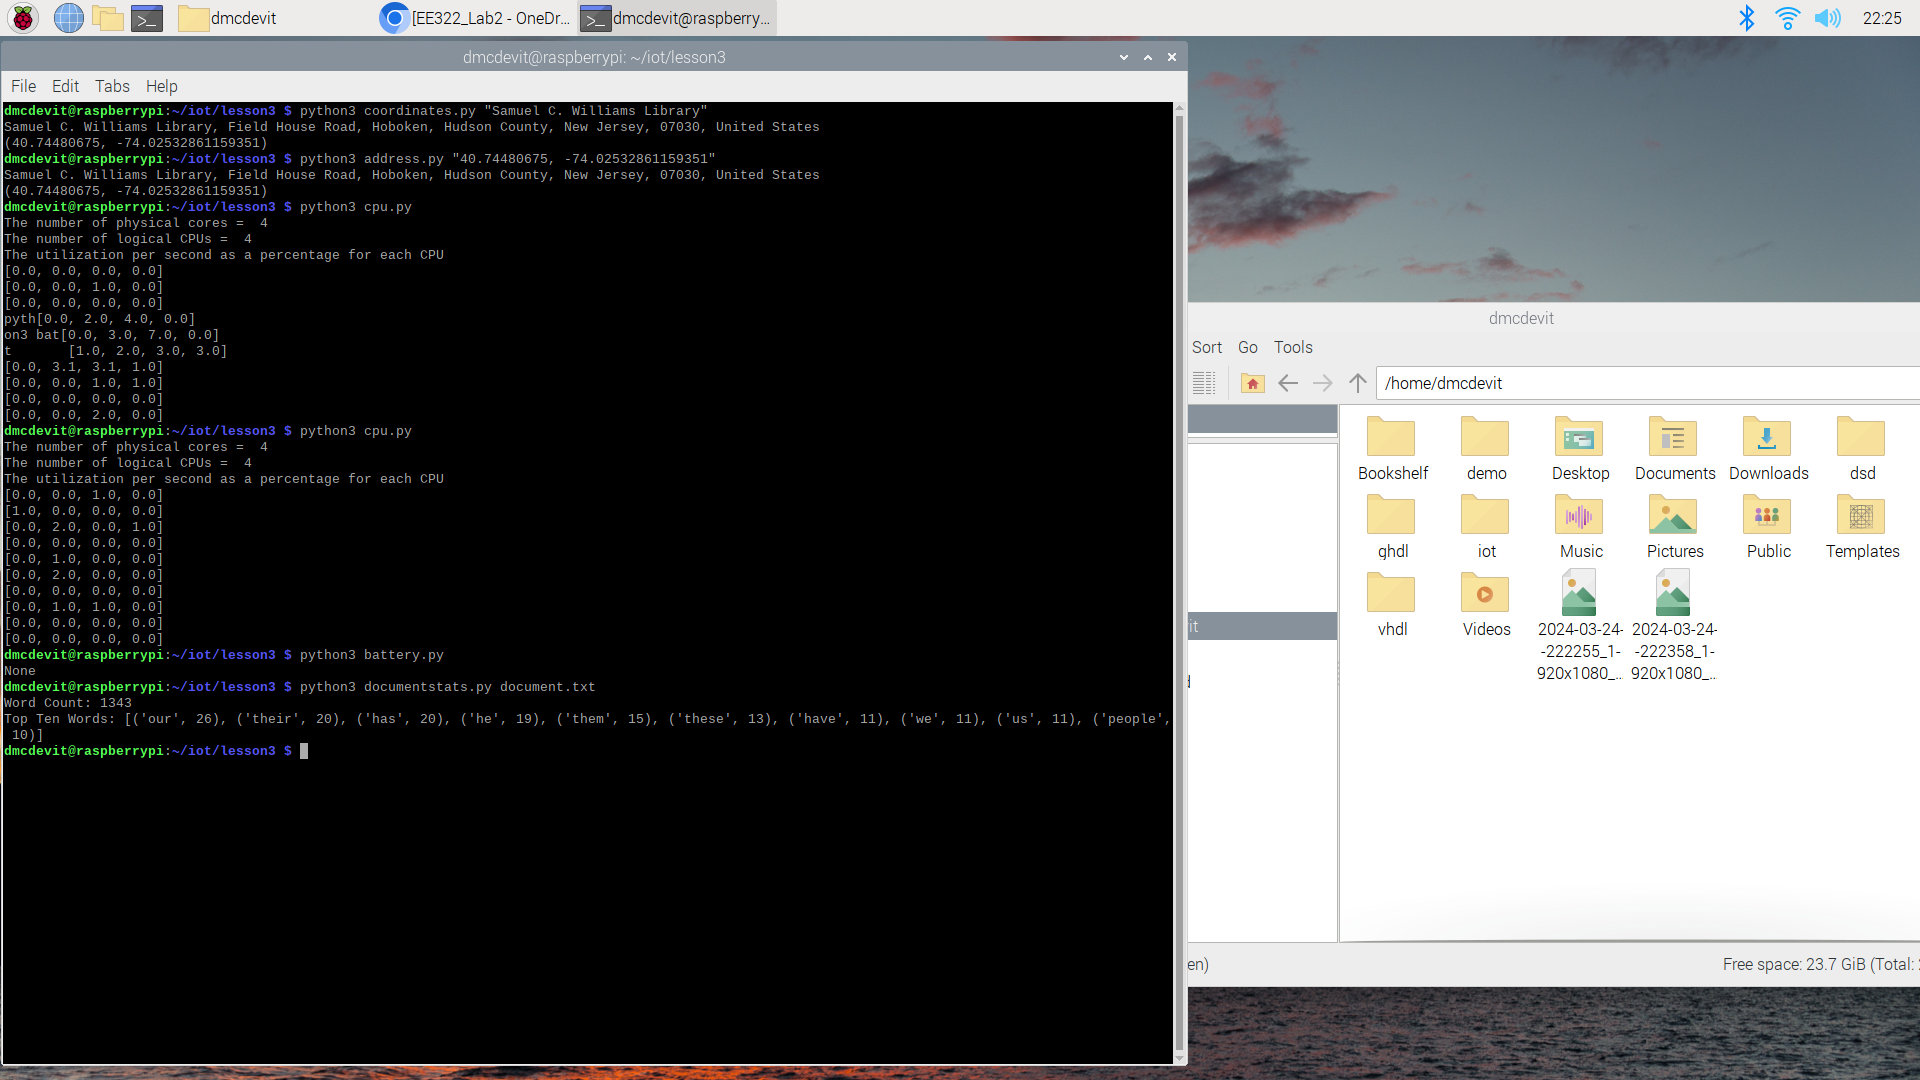 dmcdevit
[EE322_Lab2 - OneDr...
dmcdevit@raspberry...
22:25
dmcdevit@raspberrypi: ~/iot/lesson3
File Edit Tabs Help
dmcdevit@raspberrypi:~/iot/lesson3 $ python3 coordinates.py "Samuel C. Williams Library"
Samuel C. Williams Library, Field House Road, Hoboken, Hudson County, New Jersey, 07030, United States
(40.74480675, -74.02532861159351)
dmcdevit@raspberrypi:~/iot/lesson3 $ python3 address.py "40.74480675, -74.02532861159351"
Samuel C. Williams Library, Field House Road, Hoboken, Hudson County, New Jersey, 07030, United States
(40.74480675, -74.02532861159351)
dmcdevit@raspberrypi:~/iot/lesson3 $ python3 cpu.py
The number of physical cores =  4
The number of logical CPUs =  4
The utilization per second as a percentage for each CPU
[0.0, 0.0, 0.0, 0.0]
[0.0, 0.0, 1.0, 0.0]
[0.0, 0.0, 0.0, 0.0]
pyth[0.0, 2.0, 4.0, 0.0]
on3 bat[0.0, 3.0, 7.0, 0.0]
t       [1.0, 2.0, 3.0, 3.0]
[0.0, 3.1, 3.1, 1.0]
[0.0, 0.0, 1.0, 1.0]
[0.0, 0.0, 0.0, 0.0]
[0.0, 0.0, 2.0, 0.0]
dmcdevit@raspberrypi:~/iot/lesson3 $ python3 cpu.py
The number of physical cores =  4
The number of logical CPUs =  4
The utilization per second as a percentage for each CPU
[0.0, 0.0, 1.0, 0.0]
[1.0, 0.0, 0.0, 0.0]
[0.0, 2.0, 0.0, 1.0]
[0.0, 0.0, 0.0, 0.0]
[0.0, 1.0, 0.0, 0.0]
[0.0, 2.0, 0.0, 0.0]
[0.0, 0.0, 0.0, 0.0]
[0.0, 1.0, 1.0, 0.0]
[0.0, 0.0, 0.0, 0.0]
[0.0, 0.0, 0.0, 0.0]
dmcdevit@raspberrypi:~/iot/lesson3 $ python3 battery.py
None
dmcdevit@raspberrypi:~/iot/lesson3 $ python3 documentstats.py document.txt
Word Count: 1343
Top Ten Words: [('our', 26), ('their', 20), ('has', 20), ('he', 19), ('them', 15), ('these', 13), ('have', 11), ('we', 11), ('us', 11), ('people',
 10)]
dmcdevit@raspberrypi:~/iot/lesson3 $
dmcdevit
Sort Go Tools
/home/dmcdevit
Bookshelf demo Desktop Documents Downloads dsd
ghdl iot Music Pictures Public Templates
vhdl Videos
2024-03-24-
-222255_1-
920x1080_...
2024-03-24-
-222358_1-
920x1080_...
it
d
en)
Free space: 23.7 GiB (Total: